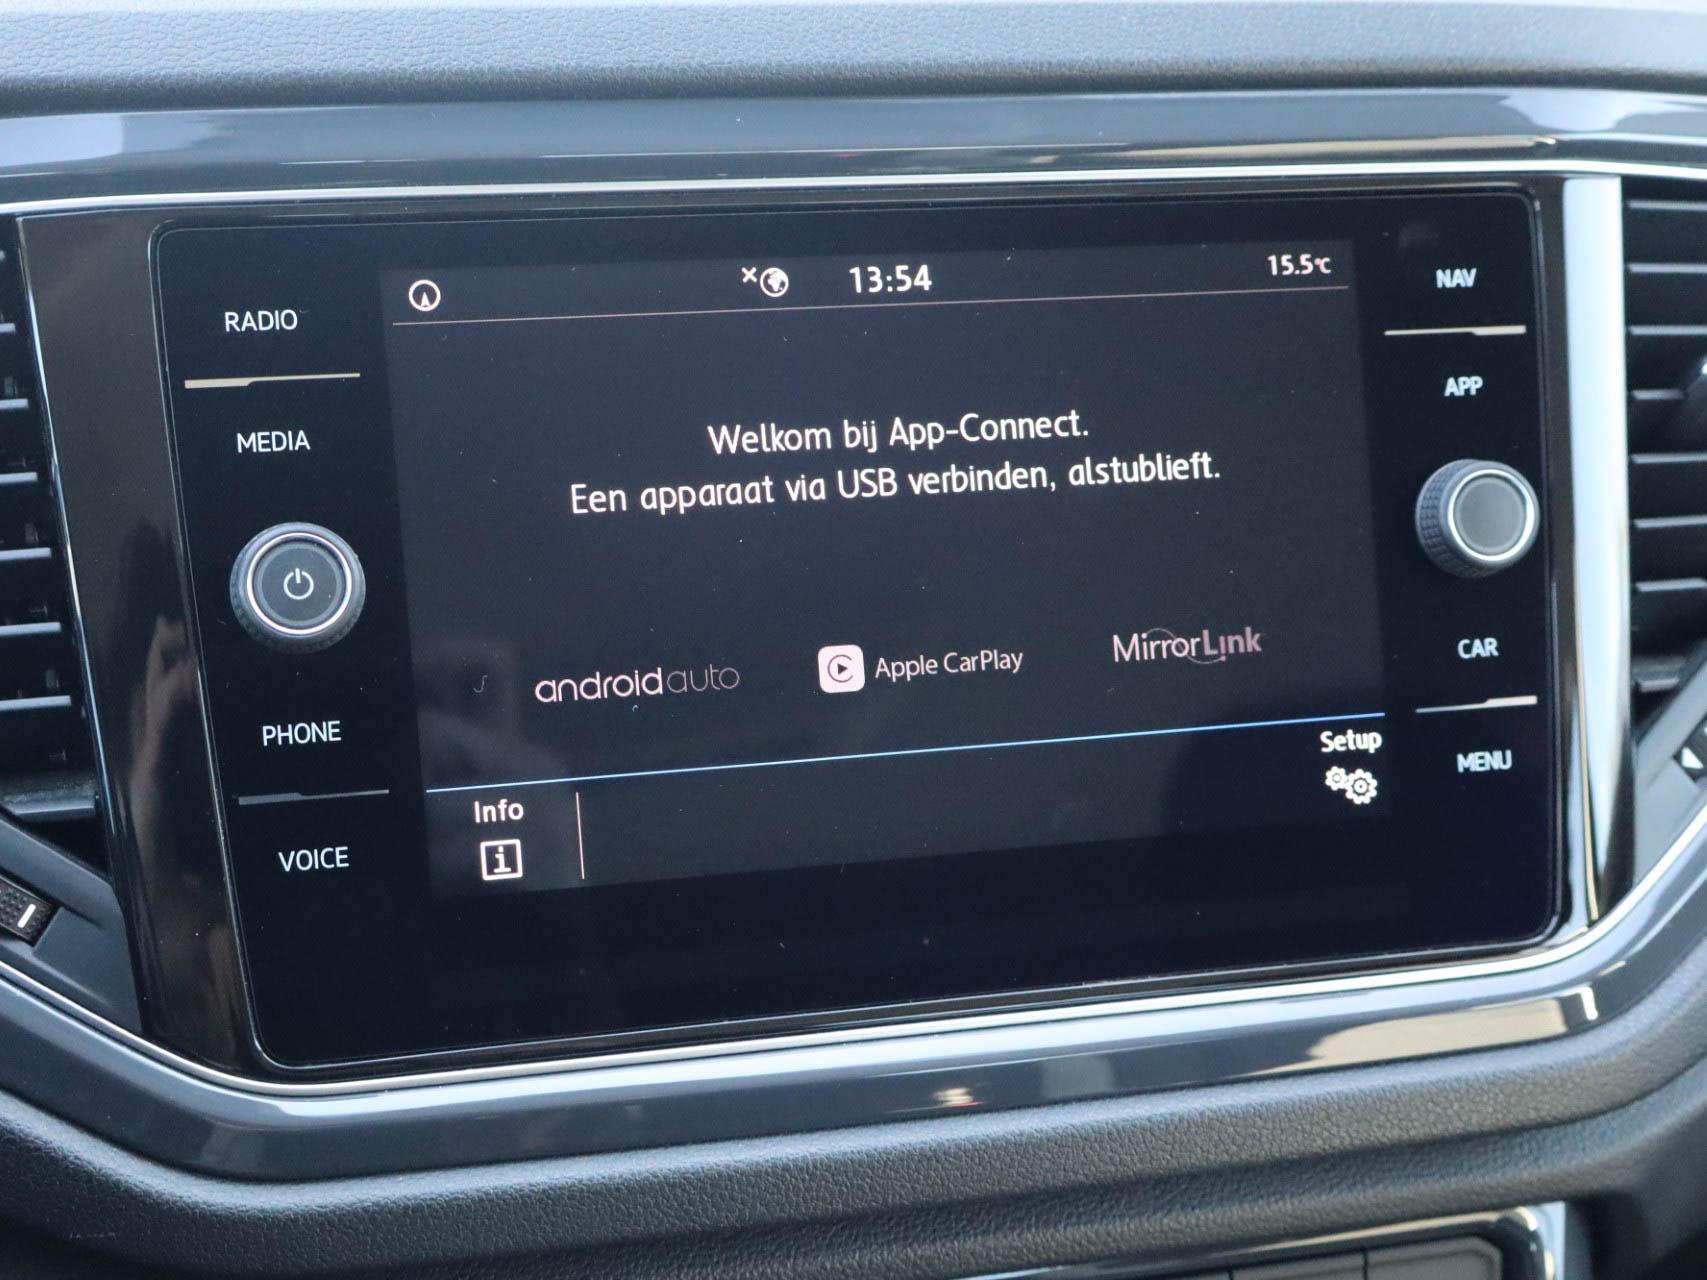 13:54
15.5°C
RADIO
MEDIA
PHONE
VOICE
Welkom bij App-Connect.
Een apparaat via USB verbinden, alstublieft.
androidauto
Apple CarPlay
MirrorLink
Info
Setup
NAV
APP
CAR
MENU